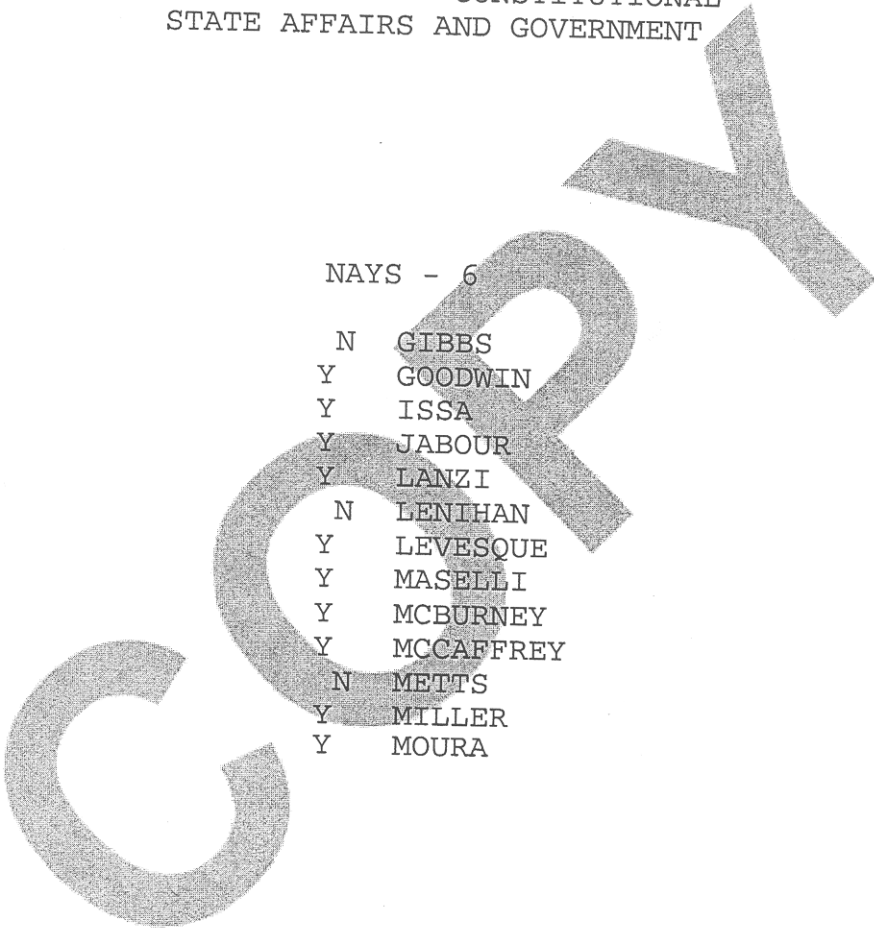 CONSTITUTIONAL
STATE AFFAIRS AND GOVERNMENT
NAYS - 6
N GIBBS
Y GOODWIN
Y ISSA
Y JABOUR
Y LANZI
N LENIHAN
Y LEVESQUE
Y MASELLI
Y MCBURNEY
Y MCCAFFREY
N METTS
Y MILLER
Y MOURA
COPY